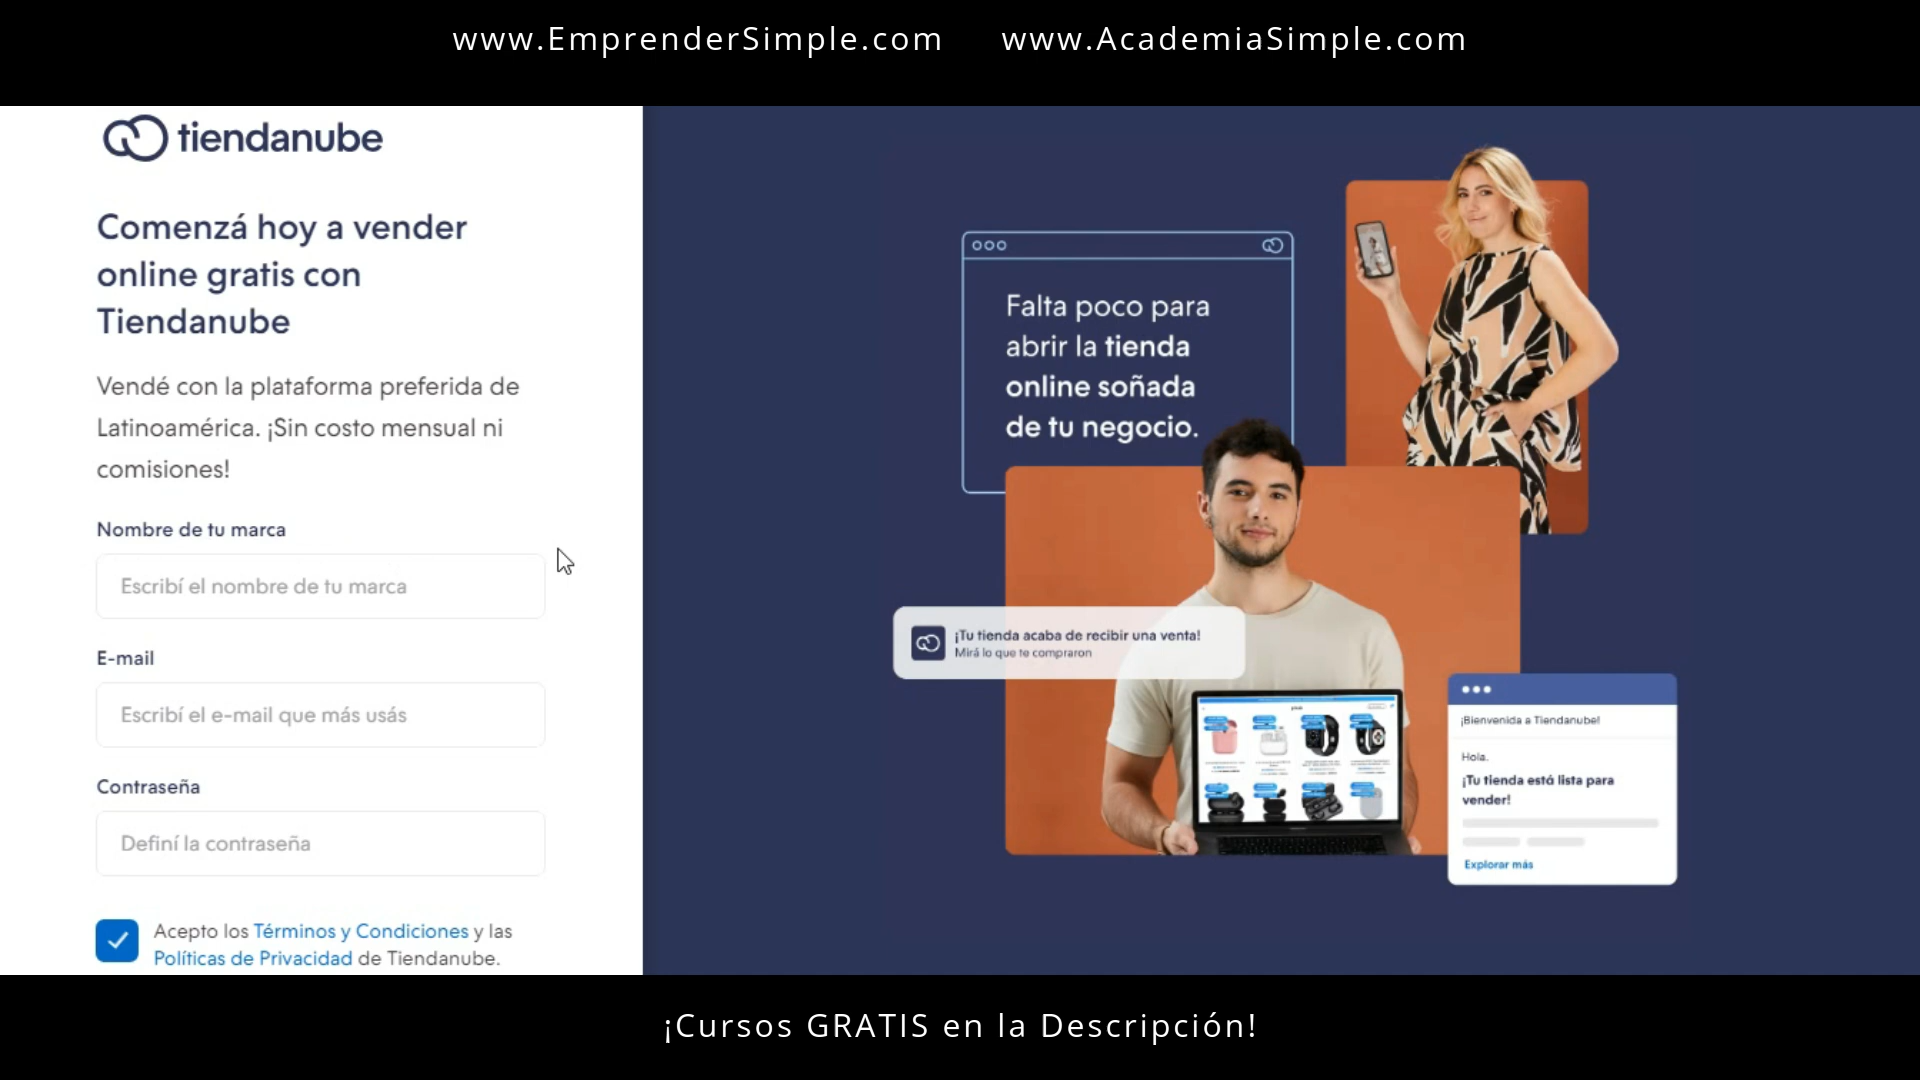 www.EmprenderSimple.com www.AcademiaSimple.com
tiendanube
Comenzá hoy a vender
online gratis con
Tiendanube
Vendé con la plataforma preferida de
Latinoamérica. ¡Sin costo mensual ni
comisiones!
Nombre de tu marca
Escribí el nombre de tu marca
E-mail
Escribí el e-mail que más usás
Contraseña
Definí la contraseña
Acepto los Términos y Condiciones y las
Políticas de Privacidad de Tiendanube.
Falta poco para
abrir la tienda
online soñada
de tu negocio.
¡Tu tienda acaba de recibir una venta!
Mirá lo que te compraron
¡Bienvenida a Tiendanube!
Hola.
¡Tu tienda está lista para
vender!
Explorar más
¡Cursos GRATIS en la Descripción!